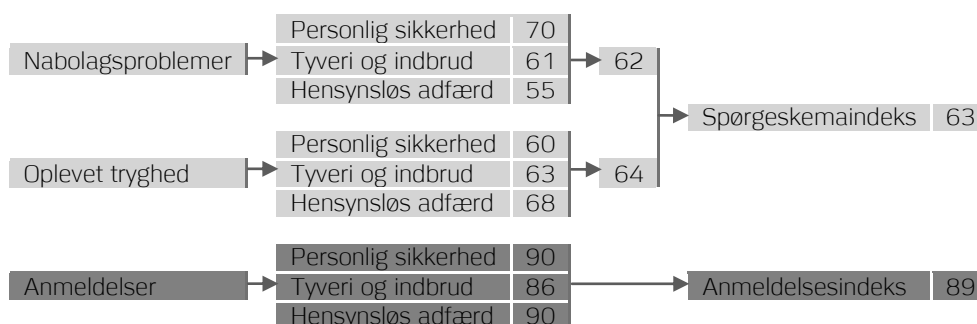 Personlig sikkerhed 70
Nabolagsproblemer Tyveri og indbrud 61 62
Hensynsløs adfærd 55
Spørgeskemaindeks 63
Personlig sikkerhed 60
Oplevet tryghed Tyveri og indbrud 63 64
Hensynsløs adfærd 68
Personlig sikkerhed 90
Anmeldelser Tyveri og indbrud 86 Anmeldelsesindeks 89
Hensynsløs adfærd 90